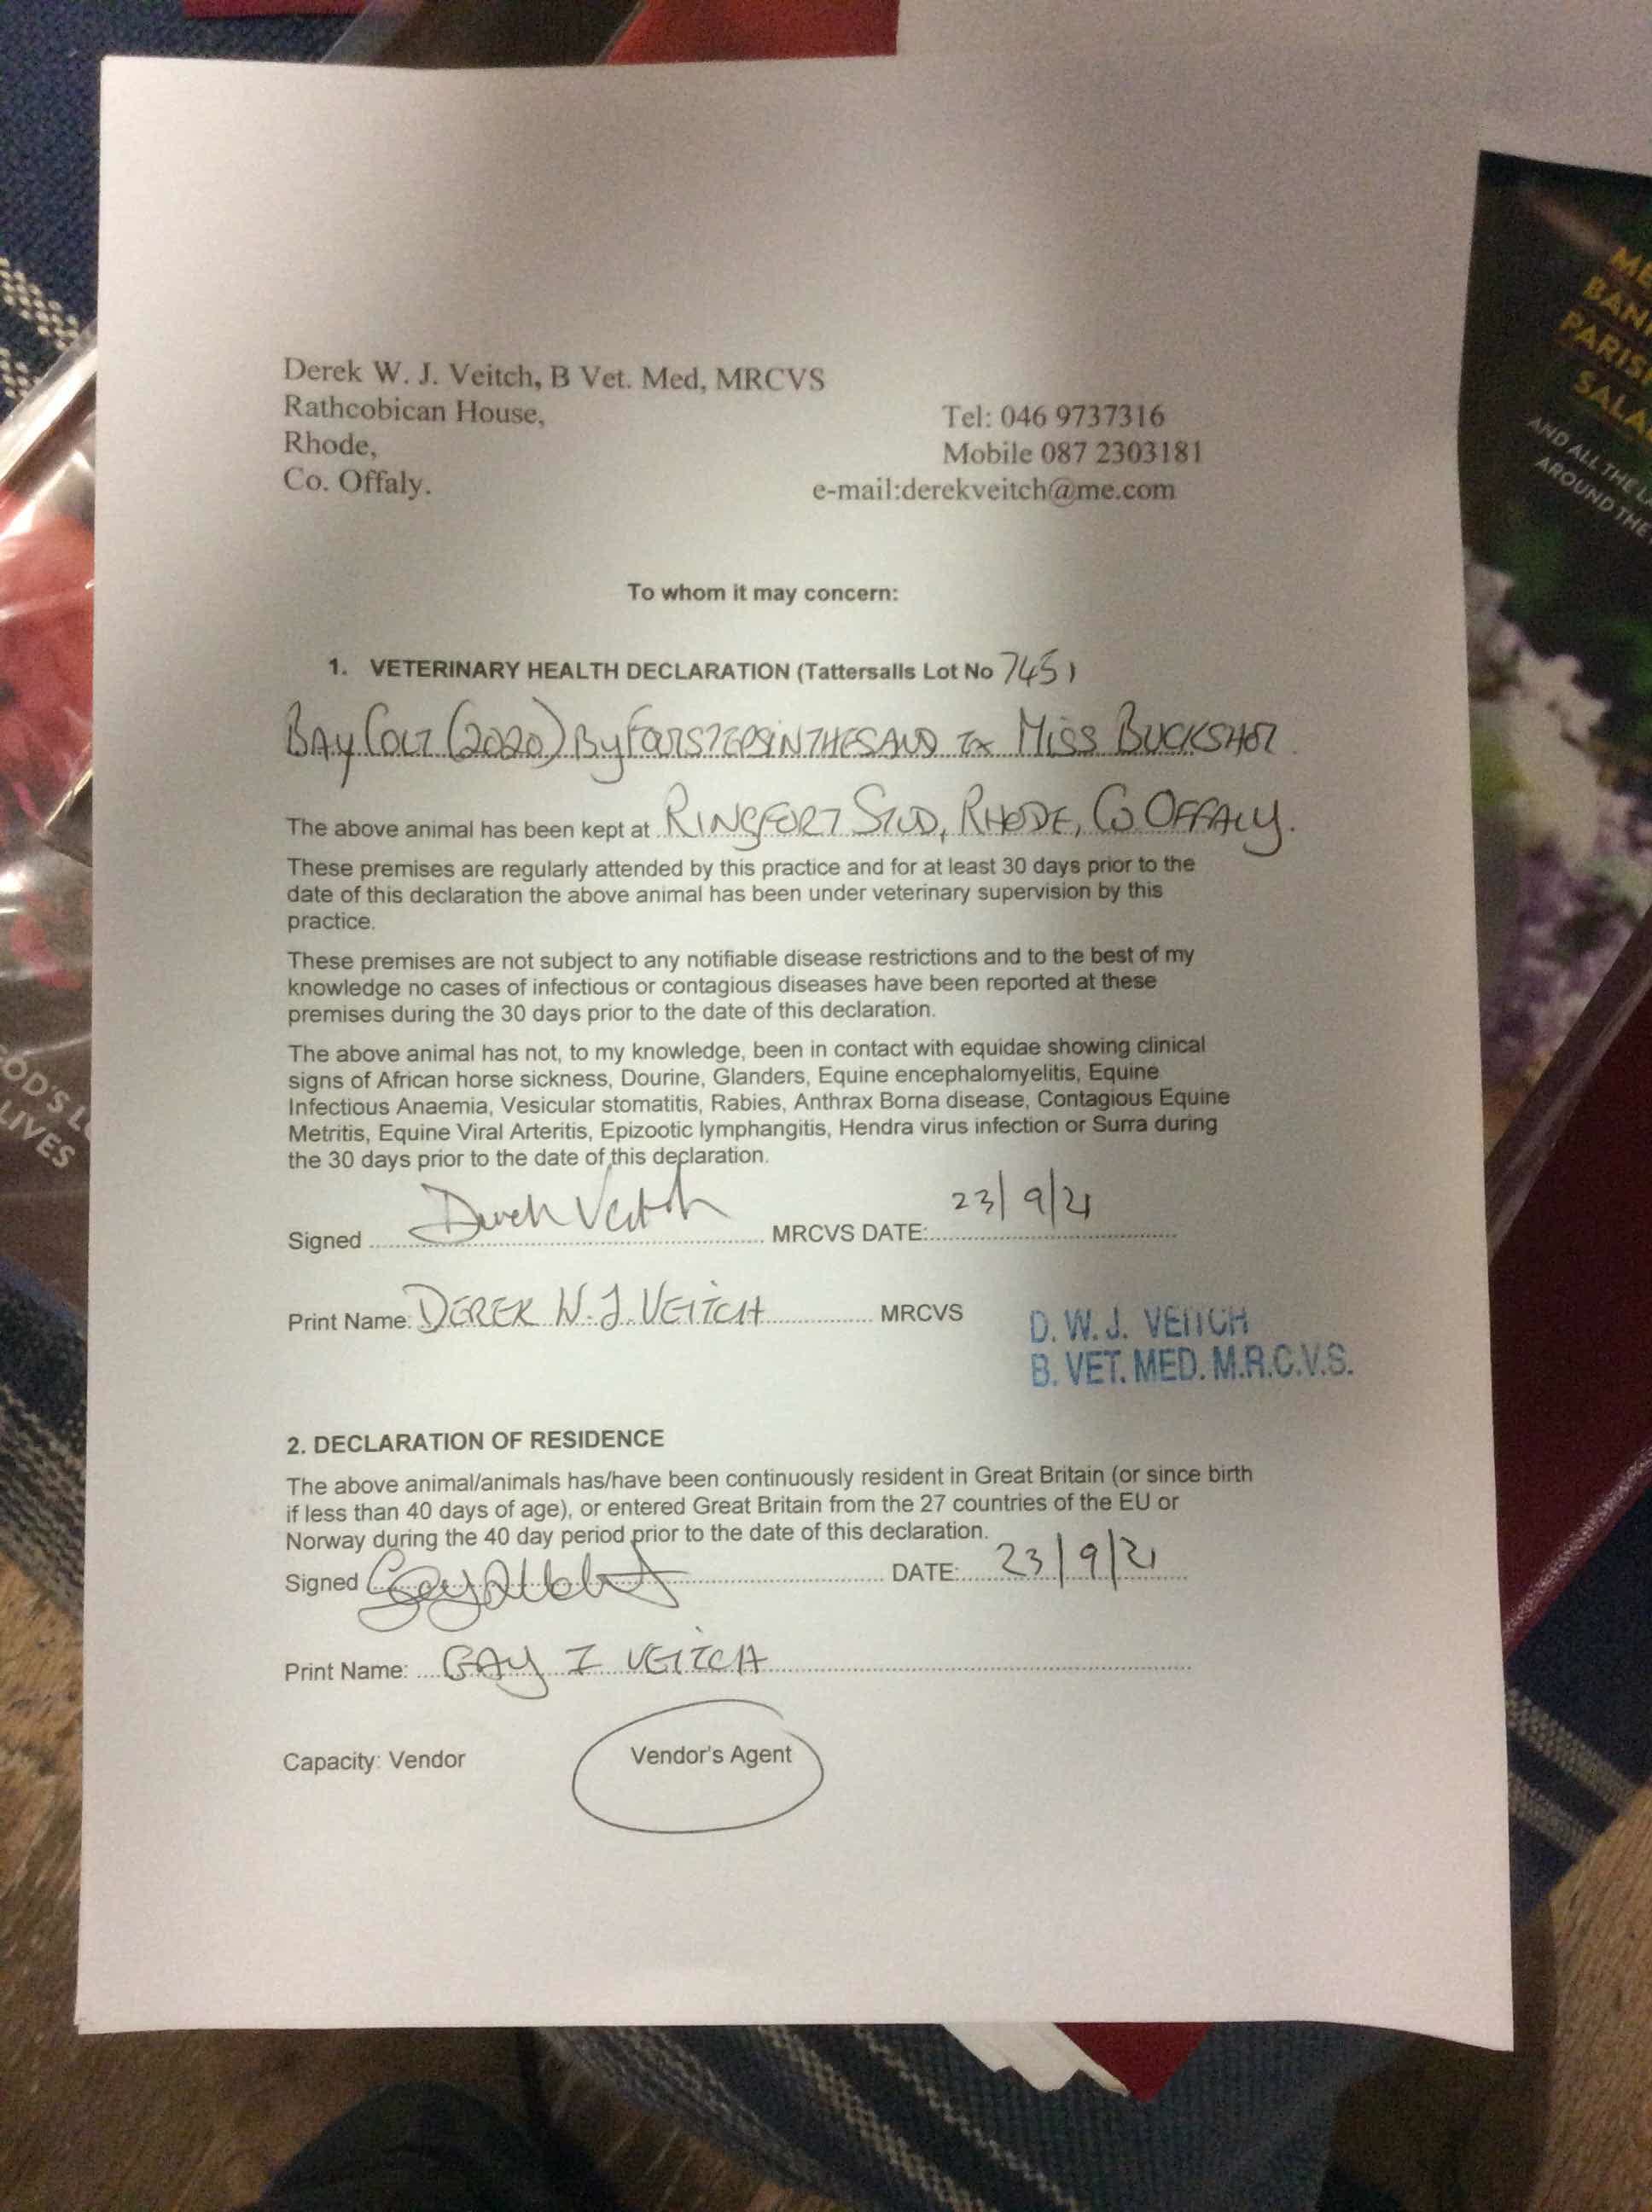 Derek W. J. Veitch, B Vet. Med, MRCVS
Rathcobican House,
Rhode,
Co. Offaly.
Tel: 046 9737316
Mobile 087 2303181
e-mail:derekveitch@me.com
To whom it may concern:
1. VETERINARY HEALTH DECLARATION (Tattersalls Lot No 745)
BAY COLT (2020) By FOURSTEPSINTHESAND Ex MISS BUCKSHOT
The above animal has been kept at RINGFORT STUD, RHODE, CO OFFALY.
These premises are regularly attended by this practice and for at least 30 days prior to the
date of this declaration the above animal has been under veterinary supervision by this
practice.
These premises are not subject to any notifiable disease restrictions and to the best of my
knowledge no cases of infectious or contagious diseases have been reported at these
premises during the 30 days prior to the date of this declaration.
The above animal has not, to my knowledge, been in contact with equidae showing clinical
signs of African horse sickness, Dourine, Glanders, Equine encephalomyelitis, Equine
Infectious Anaemia, Vesicular stomatitis, Rabies, Anthrax Borna disease, Contagious Equine
Metritis, Equine Viral Arteritis, Epizootic lymphangitis, Hendra virus infection or Surra during
the 30 days prior to the date of this declaration.
Signed Derek Veitch MRCVS DATE: 23/9/21
Print Name: DEREK W. J. VEITCH MRCVS
D. W. J. VEITCH
B. VET. MED. M.R.C.V.S.
2. DECLARATION OF RESIDENCE
The above animal/animals has/have been continuously resident in Great Britain (or since birth
if less than 40 days of age), or entered Great Britain from the 27 countries of the EU or
Norway during the 40 day period prior to the date of this declaration.
Signed DATE: 23/9/21
Print Name: GAY I VEITCH
Capacity: Vendor Vendor's Agent
AND ALL THE
AROUND THE
LIVES